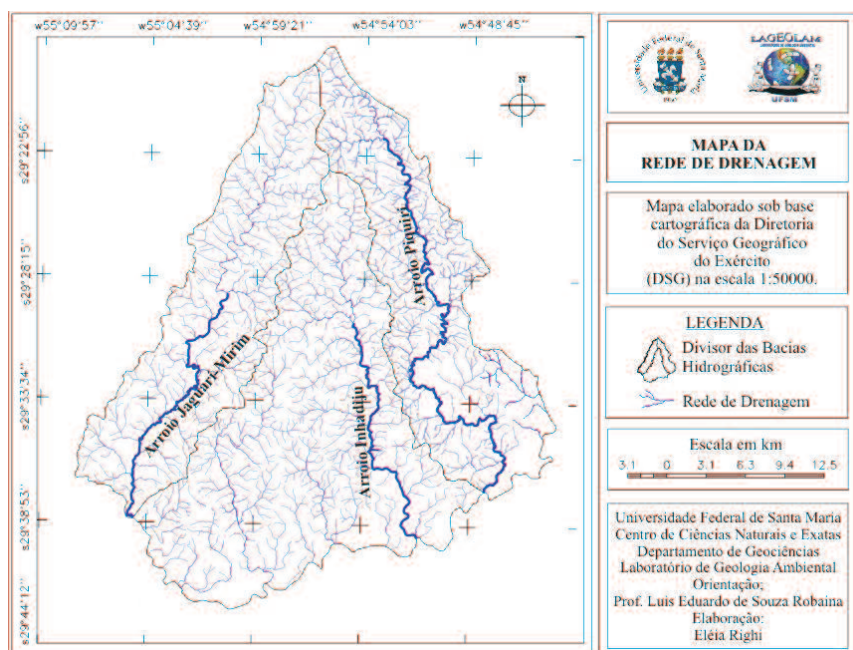 w55°09'57"
w55°04'39"
w54°59'21"
w54°54'03"
w54°48'45"
s29°22'56"
s29°28'15"
s29°33'34"
s29°38'53"
s29°44'12"
N
Arroio Piquiri
Arroio Jaguari-Mirim
Arroio Inhadiju
Universidade Federal de Santa Maria
LAGEOLAM
UFSM
MAPA DA
REDE DE DRENAGEM
Mapa elaborado sob base
cartográfica da Diretoria
do Serviço Geográfico
do Exército
(DSG) na escala 1:50000.
LEGENDA
Divisor das Bacias
Hidrográficas
Rede de Drenagem
Escala em km
3.1 0 3.1 6.3 9.4 12.5
Universidade Federal de Santa Maria
Centro de Ciências Naturais e Exatas
Departamento de Geociências
Laboratório de Geologia Ambiental
Orientação;
Prof. Luis Eduardo de Souza Robaina
Elaboração:
Eléia Righi